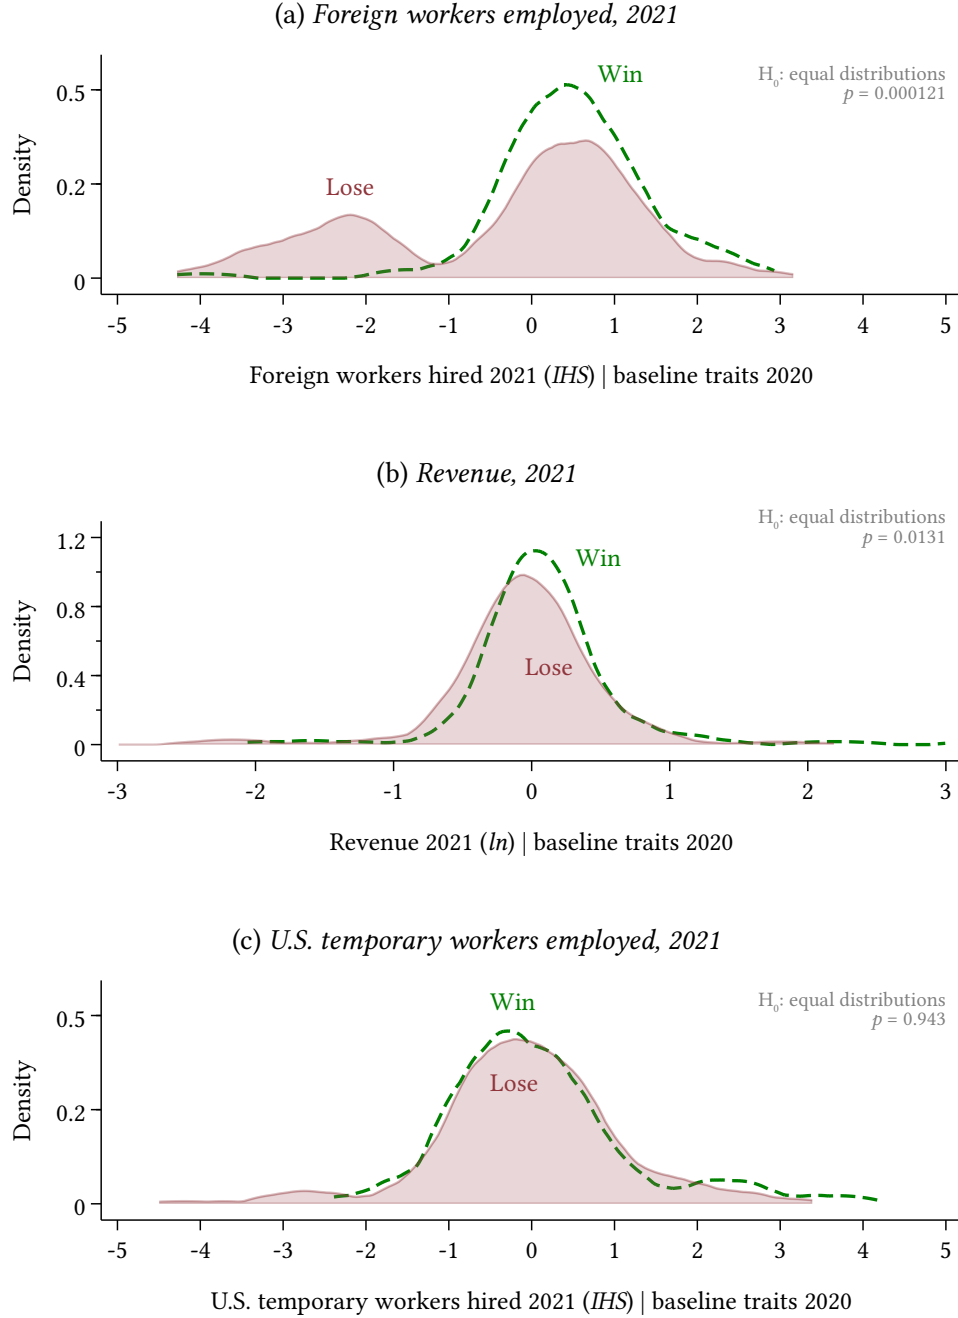 (a) Foreign workers employed, 2021
Win
H₀: equal distributions
p = 0.000121
0.5
Density
Lose
0.2
0
-5 -4 -3 -2 -1 0 1 2 3 4 5
Foreign workers hired 2021 (IHS) | baseline traits 2020
(b) Revenue, 2021
H₀: equal distributions
p = 0.0131
1.2
Win
0.8
Density
Lose
0.4
0
-3 -2 -1 0 1 2 3
Revenue 2021 (ln) | baseline traits 2020
(c) U.S. temporary workers employed, 2021
Win
H₀: equal distributions
p = 0.943
0.5
Density
Lose
0.2
0
-5 -4 -3 -2 -1 0 1 2 3 4 5
U.S. temporary workers hired 2021 (IHS) | baseline traits 2020